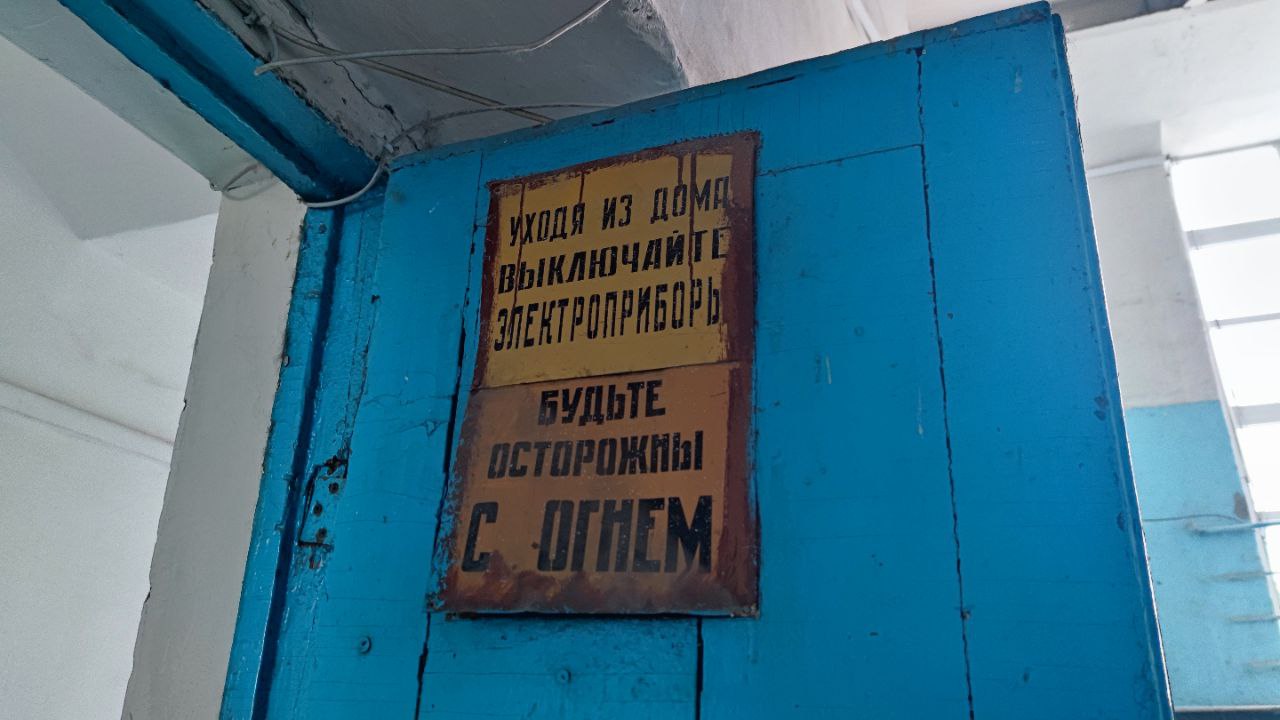 УХОДЯ ИЗ ДОМА
ВЫКЛЮЧАЙТЕ
ЭЛЕКТРОПРИБОРЫ
БУДЬТЕ
ОСТОРОЖНЫ
С ОГНЕМ